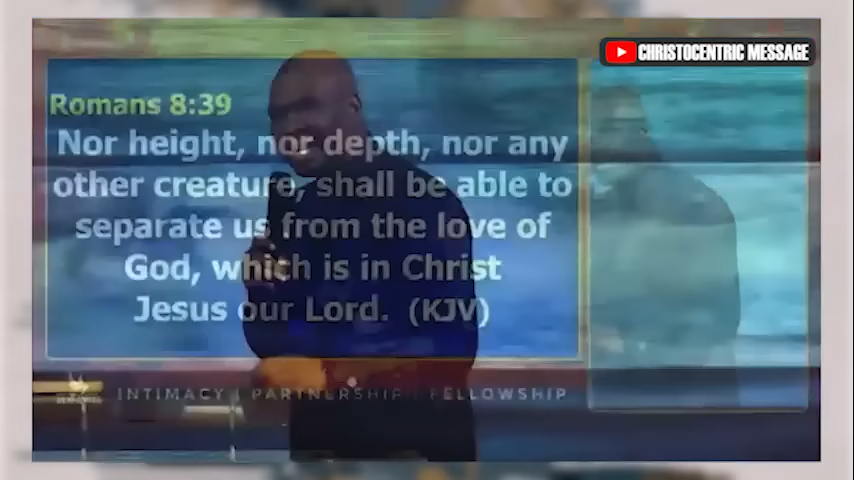 CHRISTOCENTRIC MESSAGE
Romans 8:39
Nor height, nor depth, nor any
other creature, shall be able to
separate us from the love of
God, which is in Christ
Jesus our Lord. (KJV)
INTIMACY | PARTNERSHIP | FELLOWSHIP